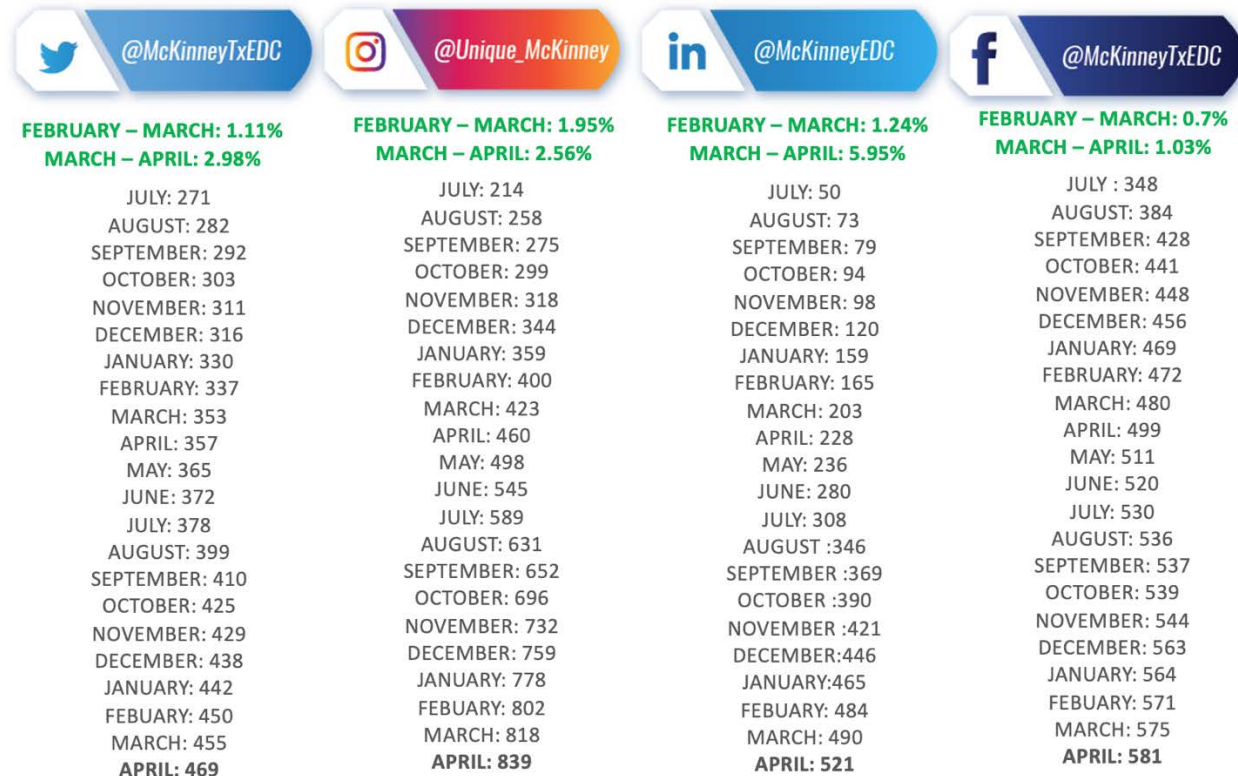 @McKinneyTxEDC
FEBRUARY – MARCH: 1.11%
MARCH – APRIL: 2.98%
JULY: 271
AUGUST: 282
SEPTEMBER: 292
OCTOBER: 303
NOVEMBER: 311
DECEMBER: 316
JANUARY: 330
FEBRUARY: 337
MARCH: 353
APRIL: 357
MAY: 365
JUNE: 372
JULY: 378
AUGUST: 399
SEPTEMBER: 410
OCTOBER: 425
NOVEMBER: 429
DECEMBER: 438
JANUARY: 442
FEBUARY: 450
MARCH: 455
APRIL: 469
@Unique_McKinney
FEBRUARY – MARCH: 1.95%
MARCH – APRIL: 2.56%
JULY: 214
AUGUST: 258
SEPTEMBER: 275
OCTOBER: 299
NOVEMBER: 318
DECEMBER: 344
JANUARY: 359
FEBRUARY: 400
MARCH: 423
APRIL: 460
MAY: 498
JUNE: 545
JULY: 589
AUGUST: 631
SEPTEMBER: 652
OCTOBER: 696
NOVEMBER: 732
DECEMBER: 759
JANUARY: 778
FEBUARY: 802
MARCH: 818
APRIL: 839
in
@McKinneyEDC
FEBRUARY – MARCH: 1.24%
MARCH – APRIL: 5.95%
JULY: 50
AUGUST: 73
SEPTEMBER: 79
OCTOBER: 94
NOVEMBER: 98
DECEMBER: 120
JANUARY: 159
FEBRUARY: 165
MARCH: 203
APRIL: 228
MAY: 236
JUNE: 280
JULY: 308
AUGUST :346
SEPTEMBER :369
OCTOBER :390
NOVEMBER :421
DECEMBER:446
JANUARY:465
FEBUARY: 484
MARCH: 490
APRIL: 521
f
@McKinneyTxEDC
FEBRUARY – MARCH: 0.7%
MARCH – APRIL: 1.03%
JULY : 348
AUGUST: 384
SEPTEMBER: 428
OCTOBER: 441
NOVEMBER: 448
DECEMBER: 456
JANUARY: 469
FEBRUARY: 472
MARCH: 480
APRIL: 499
MAY: 511
JUNE: 520
JULY: 530
AUGUST: 536
SEPTEMBER: 537
OCTOBER: 539
NOVEMBER: 544
DECEMBER: 563
JANUARY: 564
FEBUARY: 571
MARCH: 575
APRIL: 581